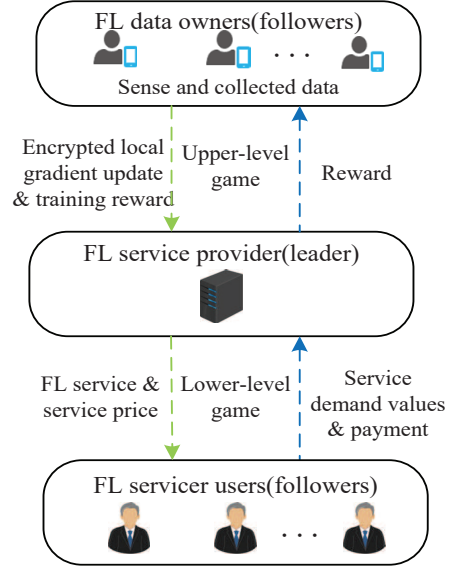 FL data owners(followers)
. . .
Sense and collected data
Encrypted local
gradient update
& training reward
Upper-level
game
Reward
FL service provider(leader)
FL service &
service price
Lower-level
game
Service
demand values
& payment
FL servicer users(followers)
. . .